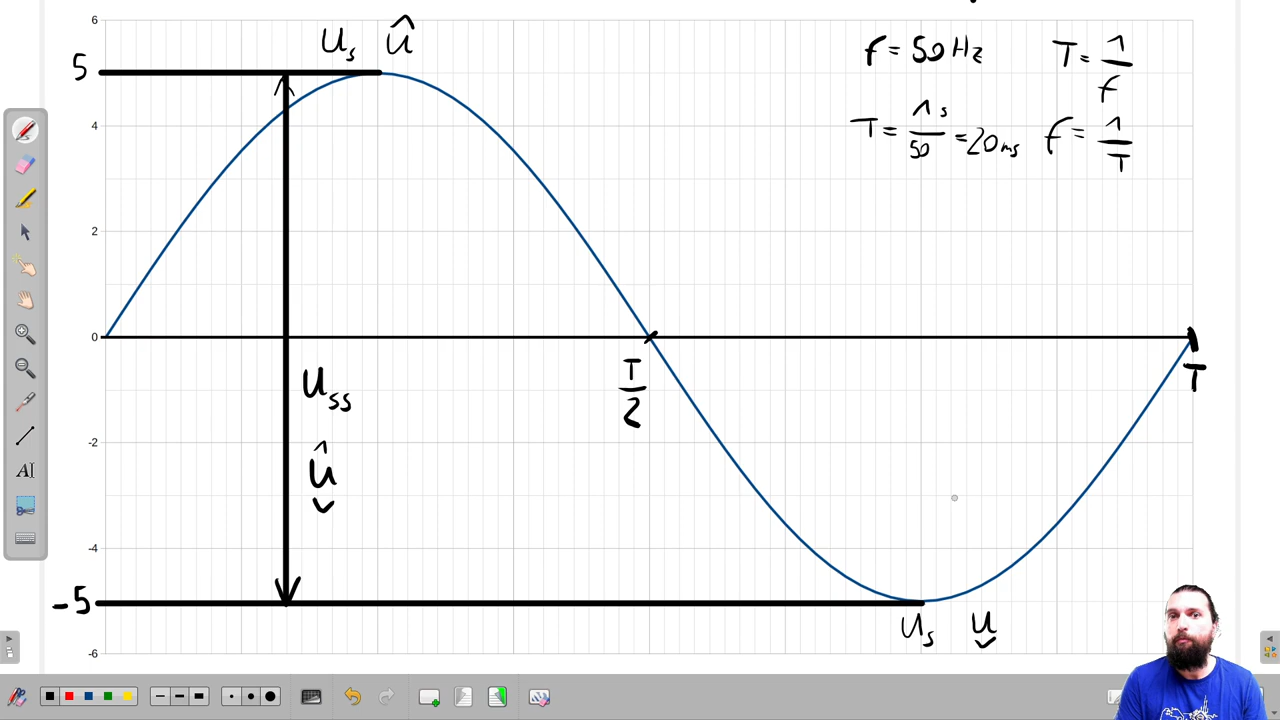 6
U_s û
5
f = 50 Hz
T = 1/f
4
T = 1s/50 = 20ms
f = 1/T
2
0
T/2
T
U_ss
-2
û̬
-4
-5
U_s u̬
-6
AI